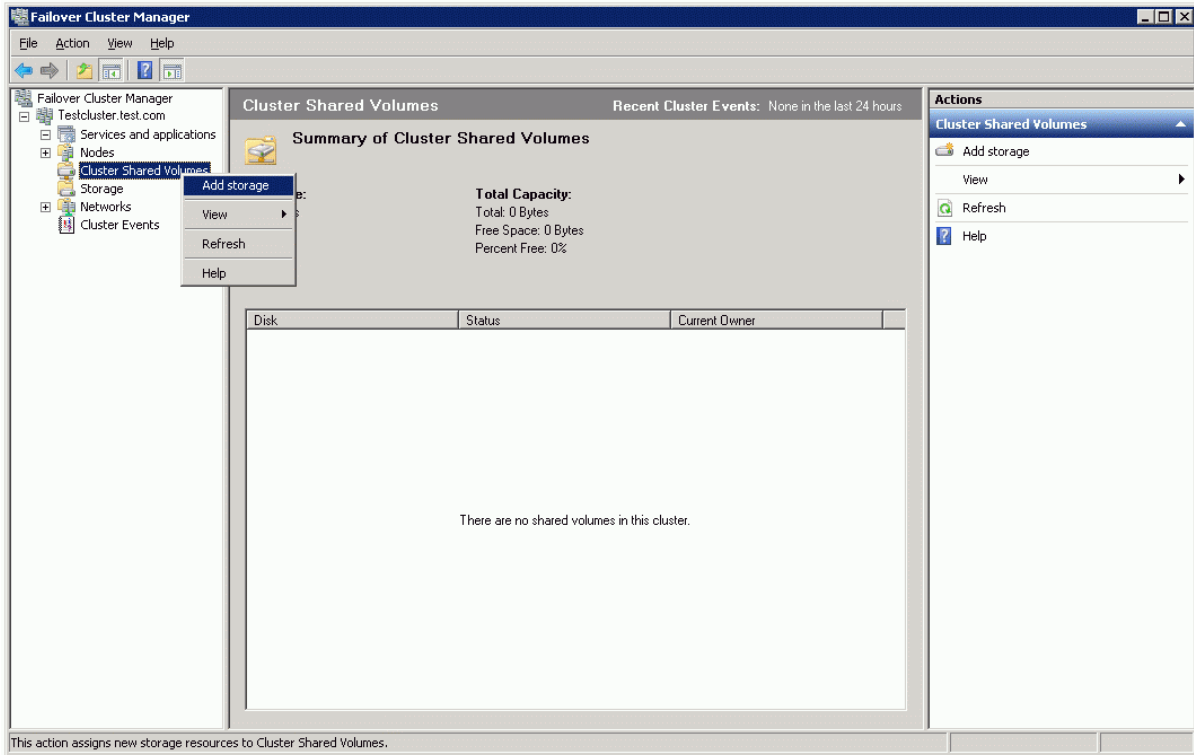 Failover Cluster Manager
File Action View Help
Failover Cluster Manager
Testcluster.test.com
Services and applications
Nodes
Cluster Shared Volumes
Storage
Networks
Cluster Events
Add storage
View
Refresh
Help
Cluster Shared Volumes
Recent Cluster Events: None in the last 24 hours
Summary of Cluster Shared Volumes
e:
Total Capacity:
Total: 0 Bytes
Free Space: 0 Bytes
Percent Free: 0%
Disk Status Current Owner
There are no shared volumes in this cluster.
Actions
Cluster Shared Volumes
Add storage
View
Refresh
Help
This action assigns new storage resources to Cluster Shared Volumes.